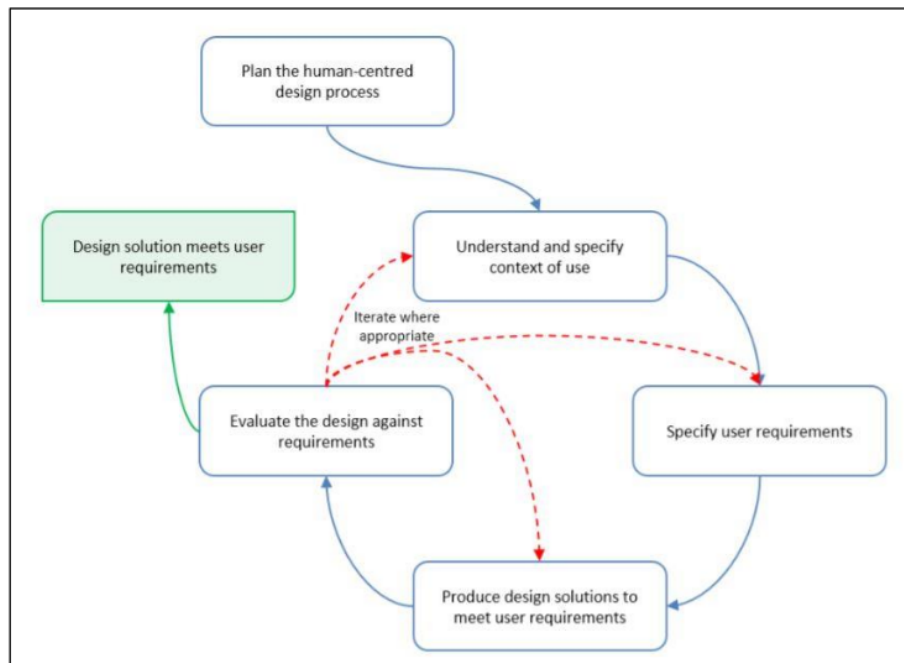 Plan the human-centred
design process
Design solution meets user
requirements
Understand and specify
context of use
Iterate where
appropriate
Evaluate the design against
requirements
Specify user requirements
Produce design solutions to
meet user requirements